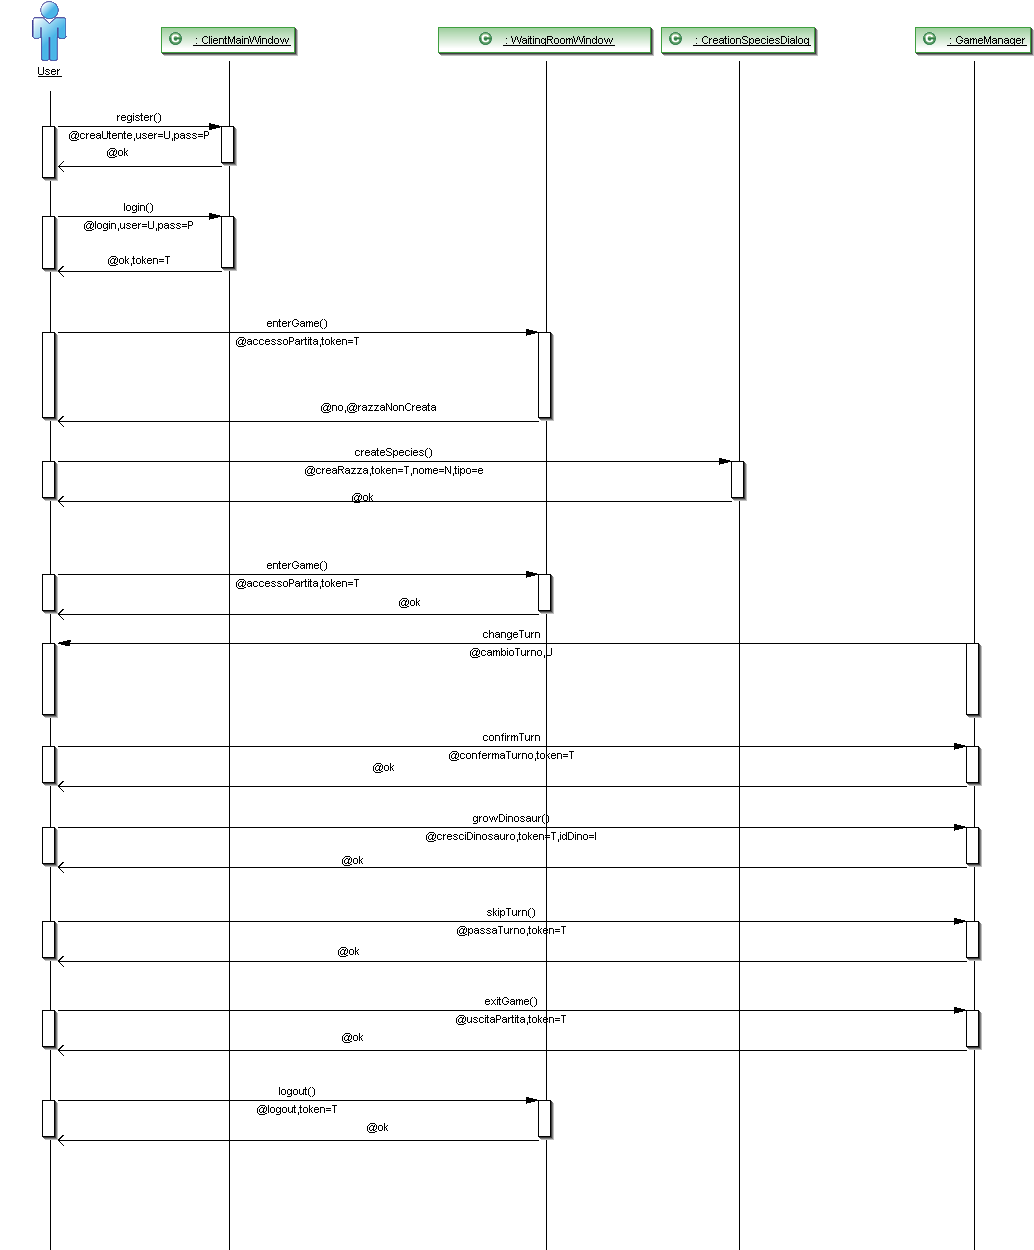 User
: ClientMainWindow
: WaitingRoomWindow
: CreationSpeciesDialog
: GameManager
register()
@creaUtente,user=U,pass=P
@ok
login()
@login,user=U,pass=P
@ok,token=T
enterGame()
@accessoPartita,token=T
@no,@razzaNonCreata
createSpecies()
@creaRazza,token=T,nome=N,tipo=e
@ok
enterGame()
@accessoPartita,token=T
@ok
changeTurn
@cambioTurno,U
confirmTurn
@confermaTurno,token=T
@ok
growDinosaur()
@cresciDinosauro,token=T,idDino=I
@ok
skipTurn()
@passaTurno,token=T
@ok
exitGame()
@uscitaPartita,token=T
@ok
logout()
@logout,token=T
@ok